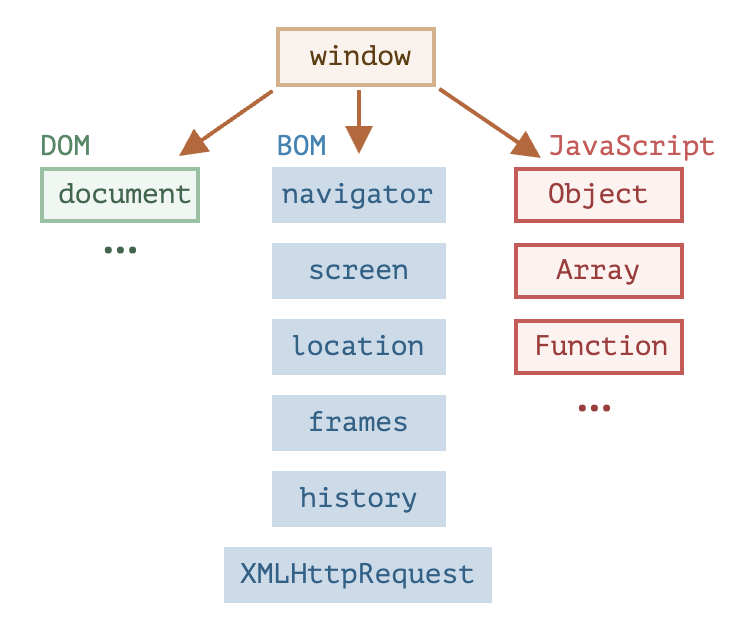 window
DOM
BOM
JavaScript
document
navigator
Object
...
screen
Array
location
Function
frames
...
history
XMLHttpRequest